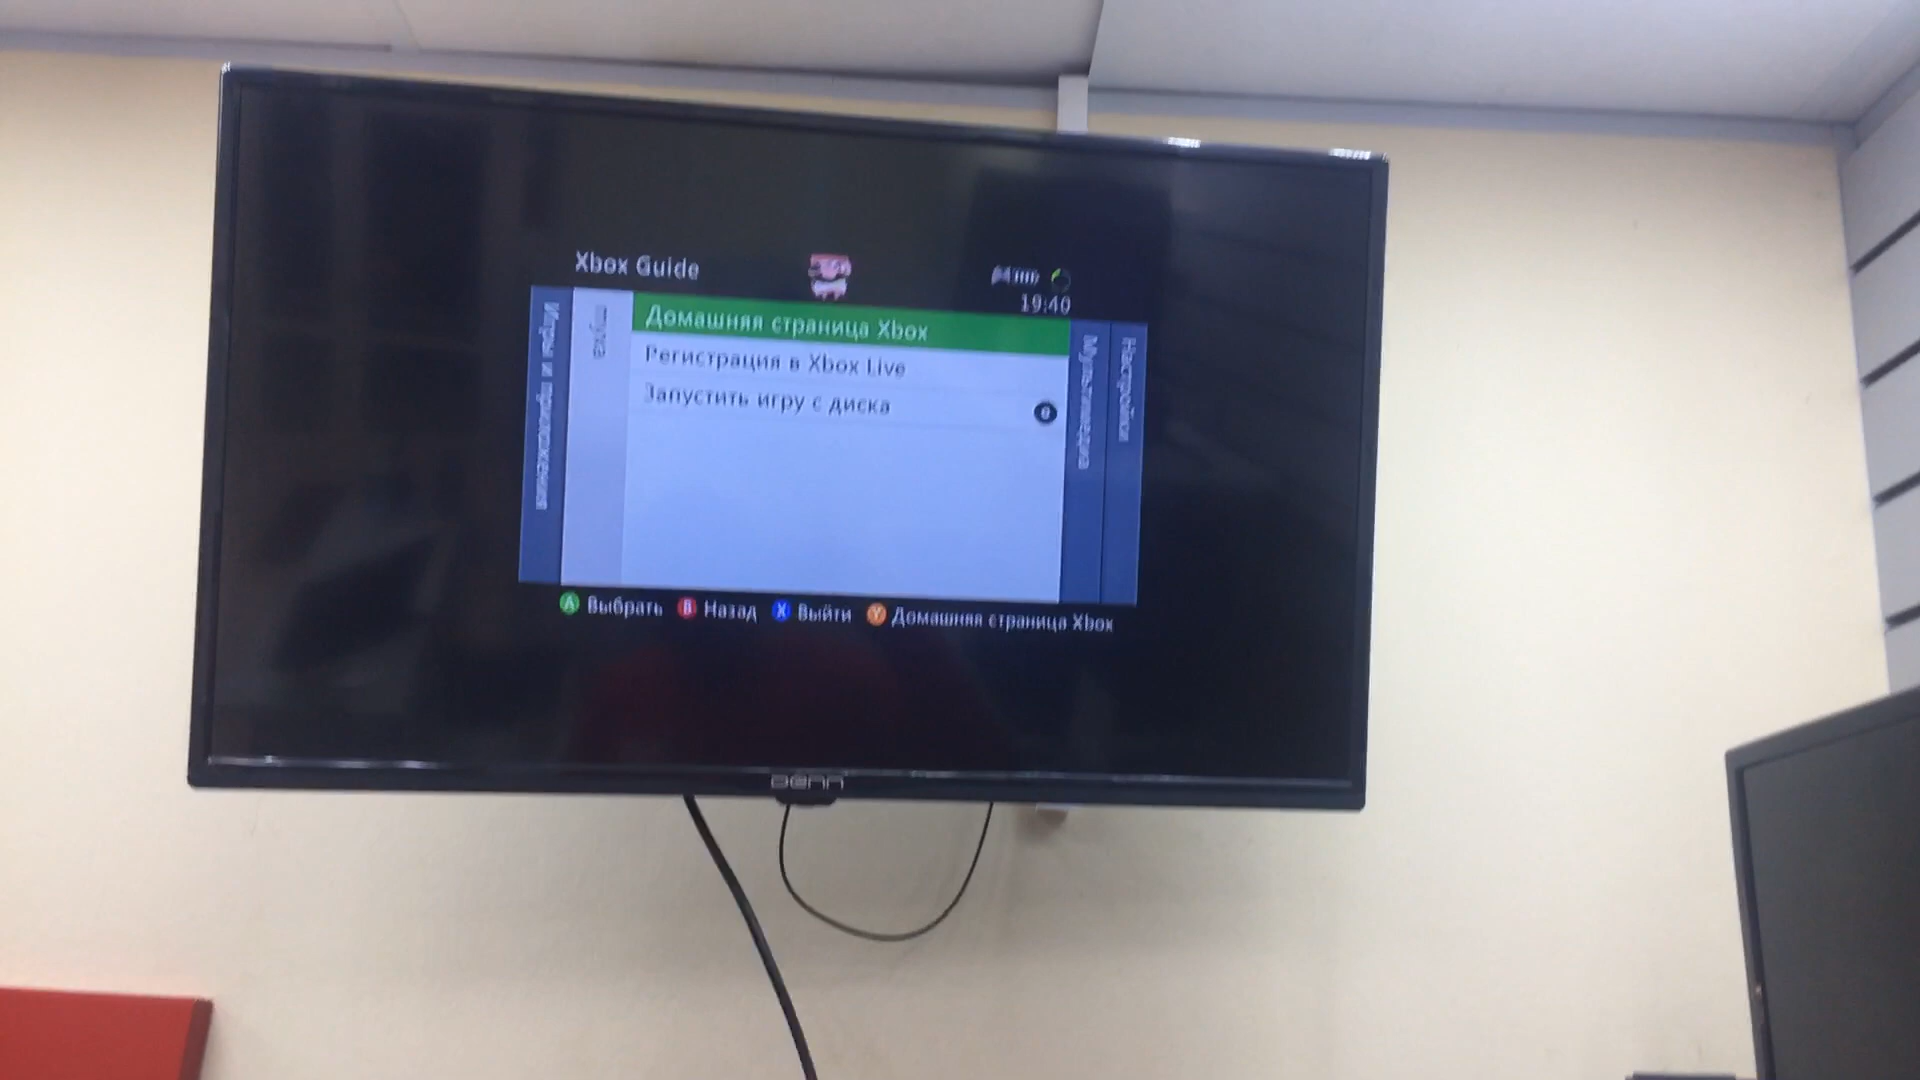 Xbox Guide
19:40
Игры и приложения
Домашняя страница Xbox
Регистрация в Xbox Live
Запустить игру с диска
Мультимедиа
Настройки
A Выбрать B Назад X Выйти Y Домашняя страница Xbox
DENN